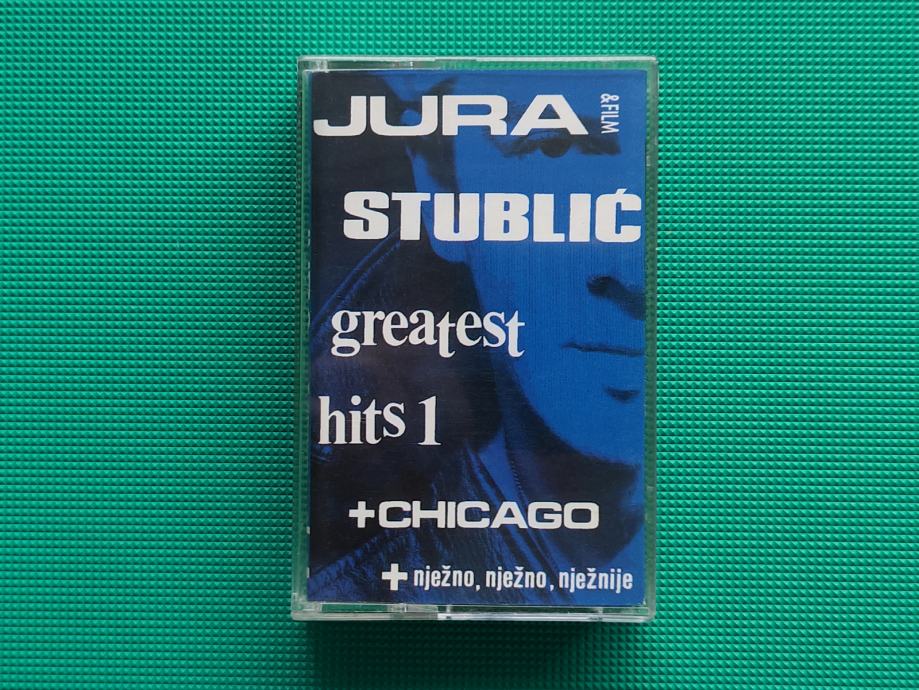 JURA
&FILM
STUBLIĆ
greatest
hits 1
+CHICAGO
+ nježno, nježno, nježnije